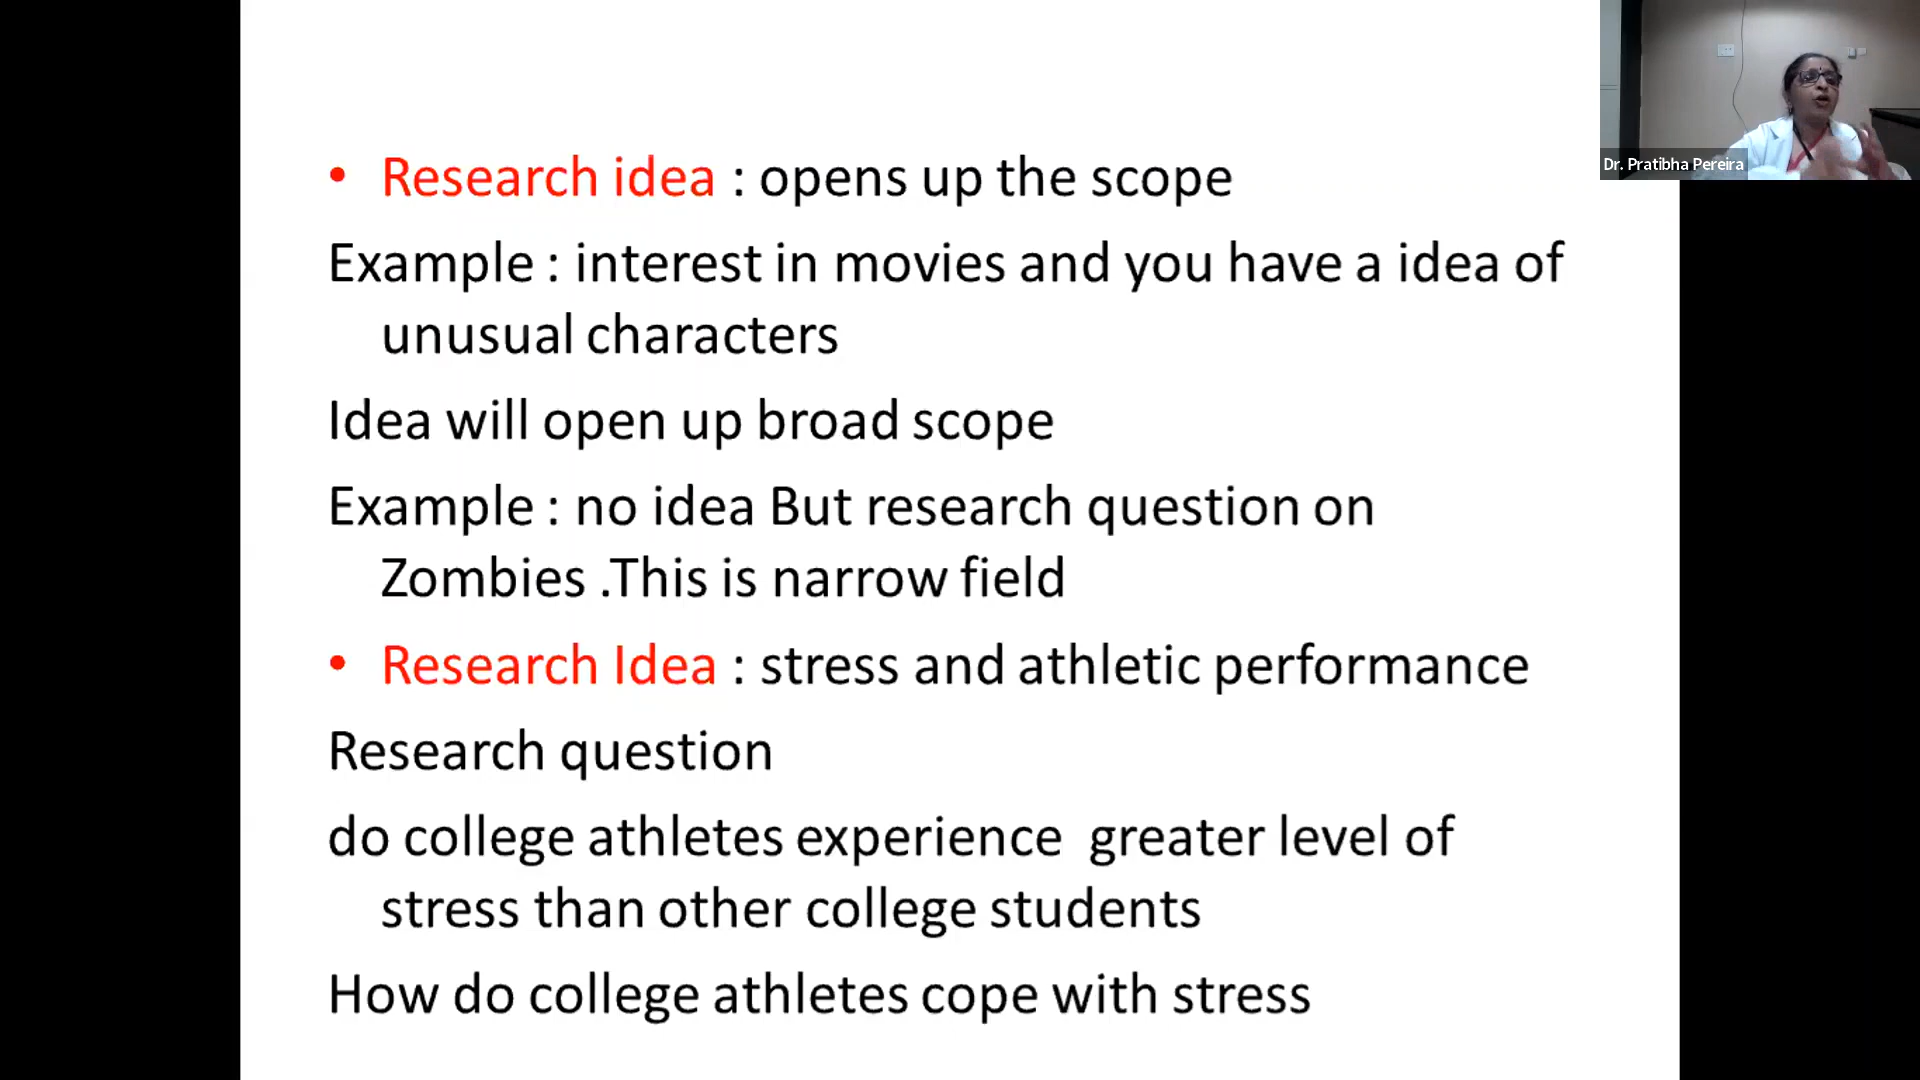 • Research idea : opens up the scope
Example : interest in movies and you have a idea of
unusual characters
Idea will open up broad scope
Example : no idea But research question on
Zombies .This is narrow field
• Research Idea : stress and athletic performance
Research question
do college athletes experience  greater level of
stress than other college students
How do college athletes cope with stress
Dr. Pratibha Pereira